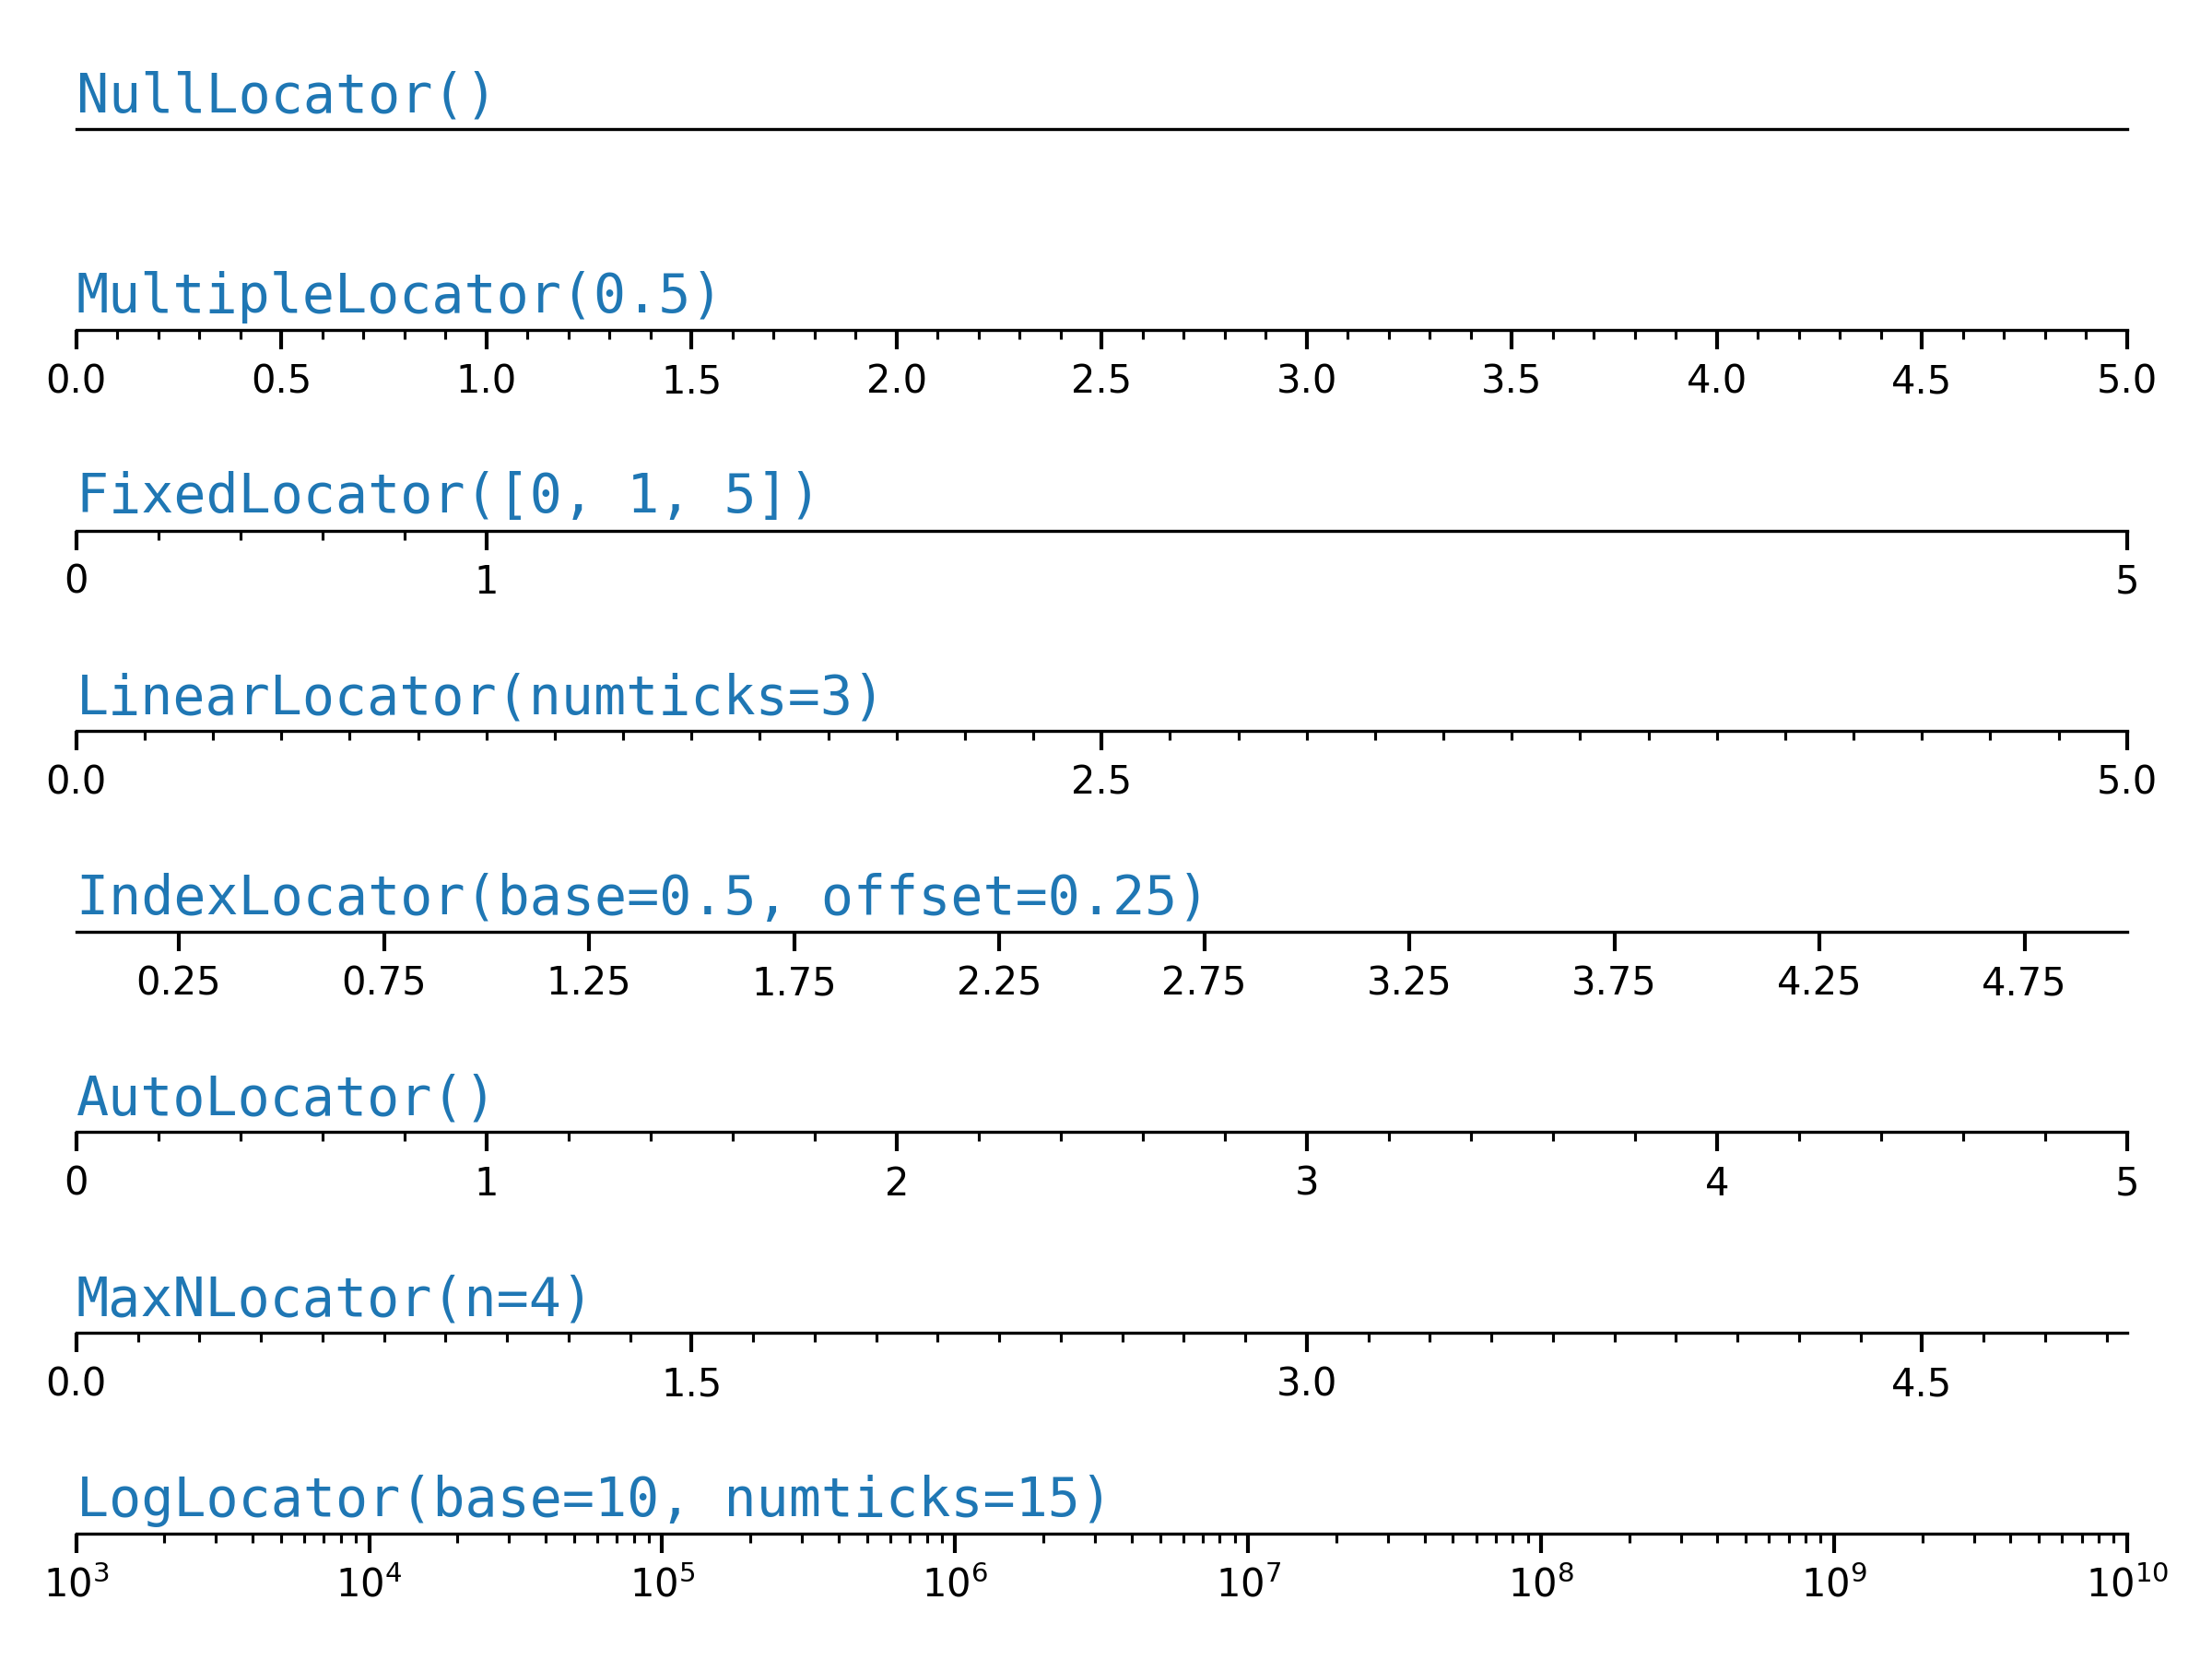 NullLocator()
MultipleLocator(0.5)
0.0 0.5 1.0 1.5 2.0 2.5 3.0 3.5 4.0 4.5 5.0
FixedLocator([0, 1, 5])
0 1 5
LinearLocator(numticks=3)
0.0 2.5 5.0
IndexLocator(base=0.5, offset=0.25)
0.25 0.75 1.25 1.75 2.25 2.75 3.25 3.75 4.25 4.75
AutoLocator()
0 1 2 3 4 5
MaxNLocator(n=4)
0.0 1.5 3.0 4.5
LogLocator(base=10, numticks=15)
10³ 10⁴ 10⁵ 10⁶ 10⁷ 10⁸ 10⁹ 10¹⁰